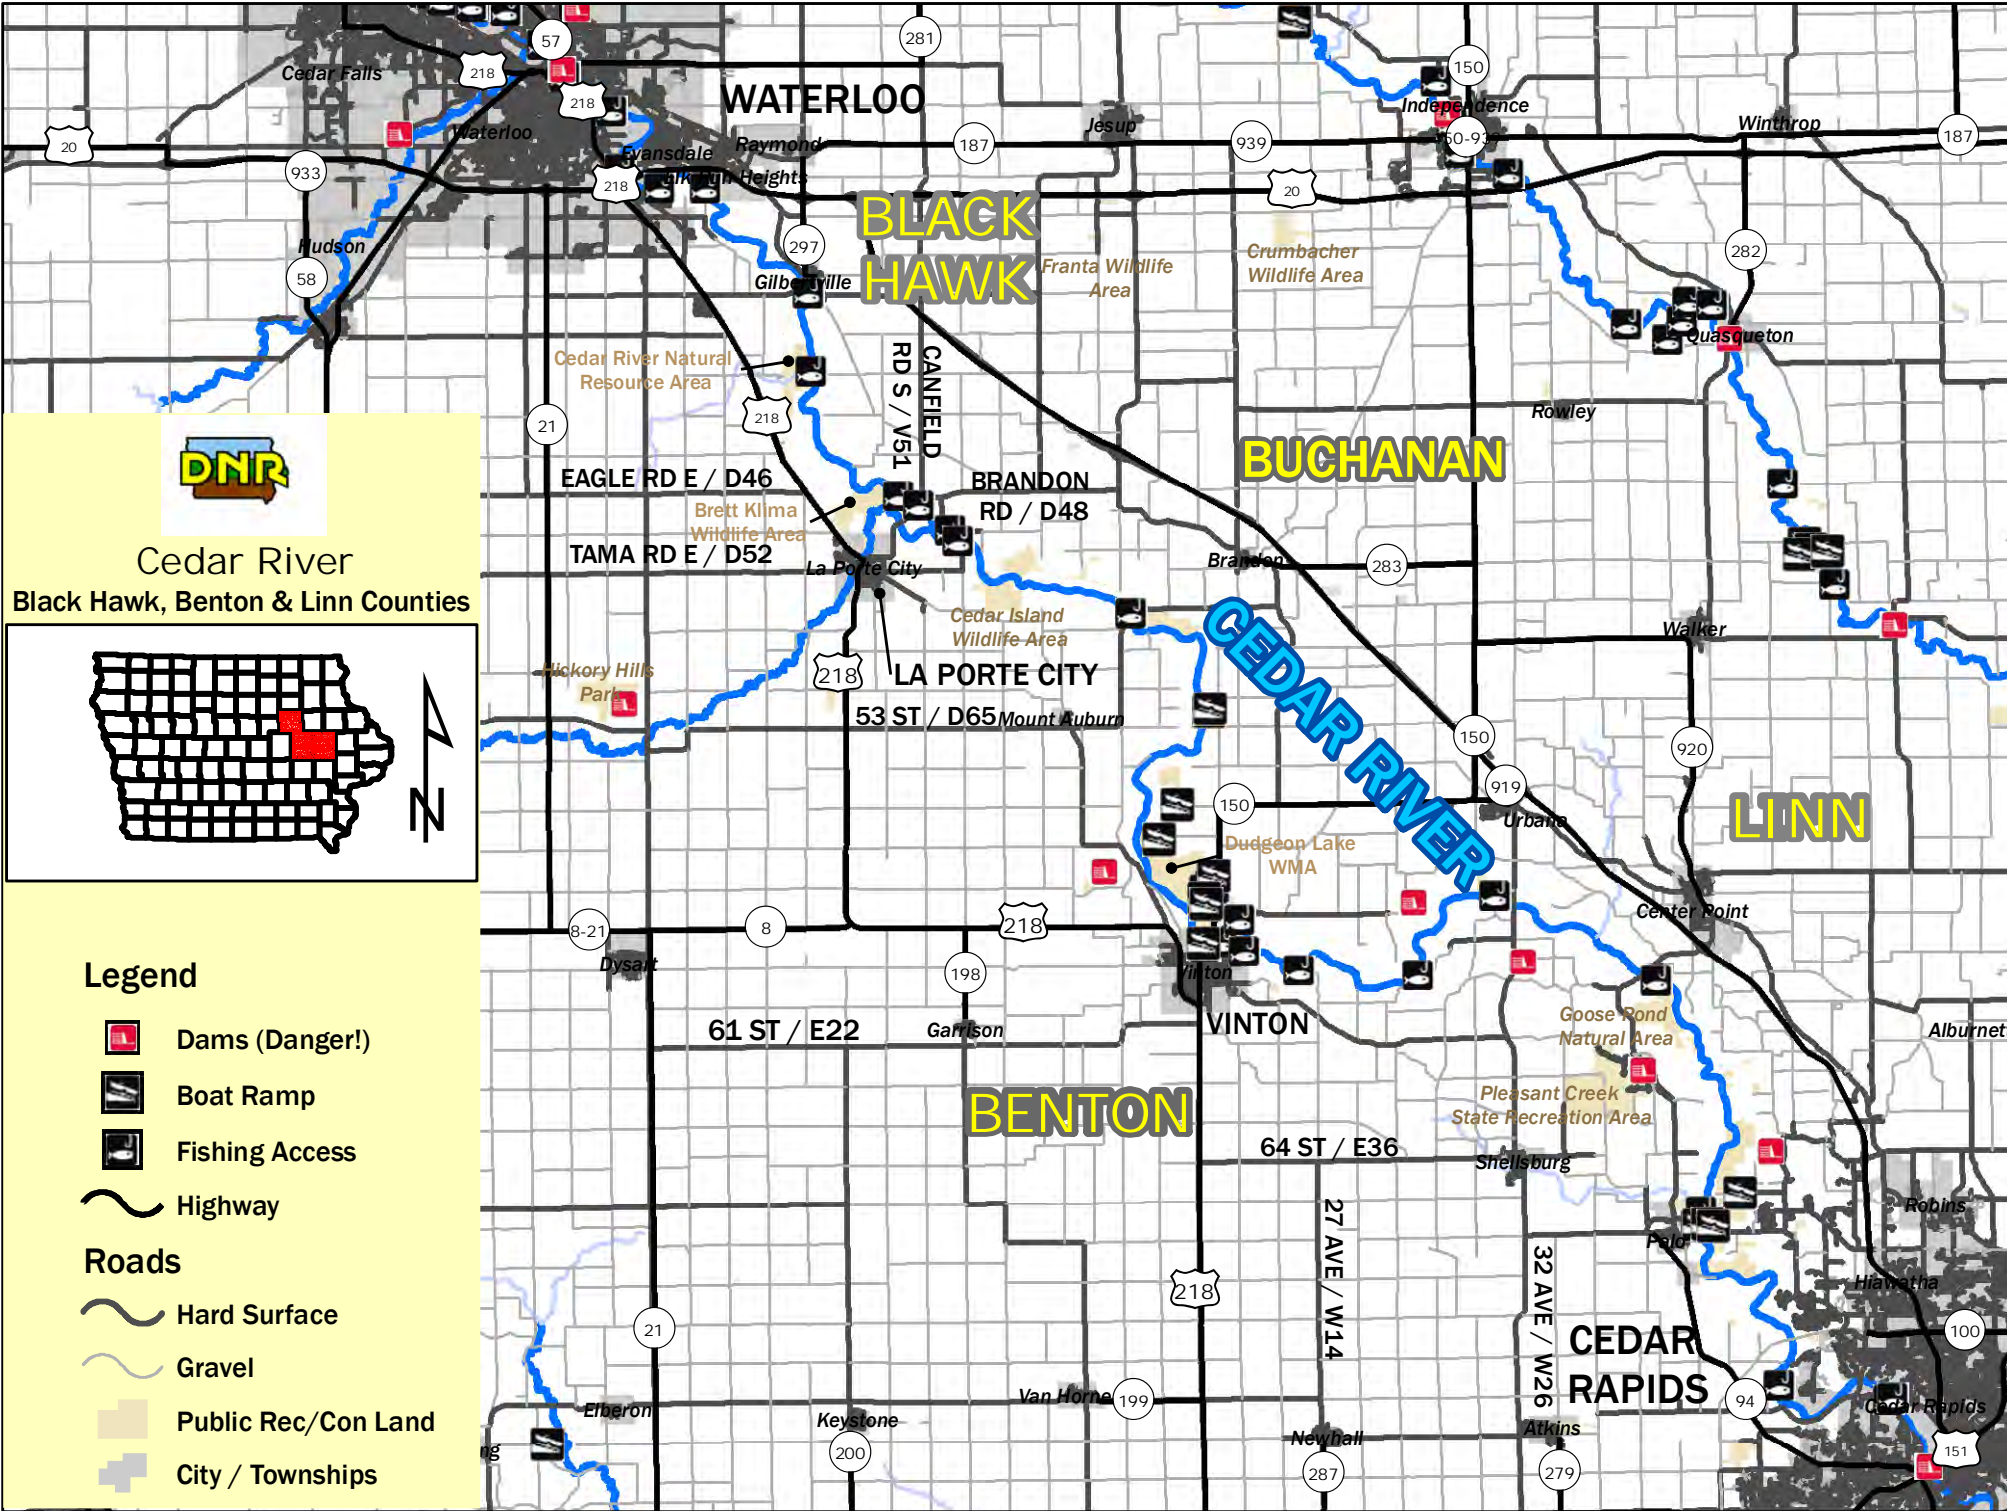 57
281
150
218
Cedar Falls
218
WATERLOO
Independence
Waterloo
Jesup
Winthrop
20
Evansdale
Raymond
187
939
187
933
218
Heights
20
BLACK
HAWK
Hudson
297
Franta Wildlife
Area
Crumbacher
Wildlife Area
282
58
Gilbertville
Quasqueton
Cedar River Natural
Resource Area
CANFIELD
RD S / V51
218
21
Rowley
DNR
BUCHANAN
EAGLE RD E / D46
BRANDON
RD / D48
Brett Klima
Wildlife Area
TAMA RD E / D52
La Porte City
Brandon
283
Cedar River
Black Hawk, Benton & Linn Counties
Cedar Island
Wildlife Area
CEDAR RIVER
Walker
Hickory Hills
Park
218
LA PORTE CITY
53 ST / D65
Mount Auburn
150
920
N
919
150
Urbana
LINN
Dudgeon Lake
WMA
Center Point
8-21
8
218
Dysart
198
Vinton
Legend
Dams (Danger!)
Boat Ramp
Fishing Access
Highway
Roads
Hard Surface
Gravel
Public Rec/Con Land
City / Townships
61 ST / E22
Garrison
VINTON
Goose Pond
Natural Area
Alburnet
BENTON
Pleasant Creek
State Recreation Area
64 ST / E36
Shellsburg
Robins
27 AVE / W14
32 AVE / W26
Palo
218
Hiawatha
21
CEDAR
RAPIDS
100
Van Horne
199
94
Cedar Rapids
Elberon
Keystone
200
Newhall
Atkins
151
287
279
ng